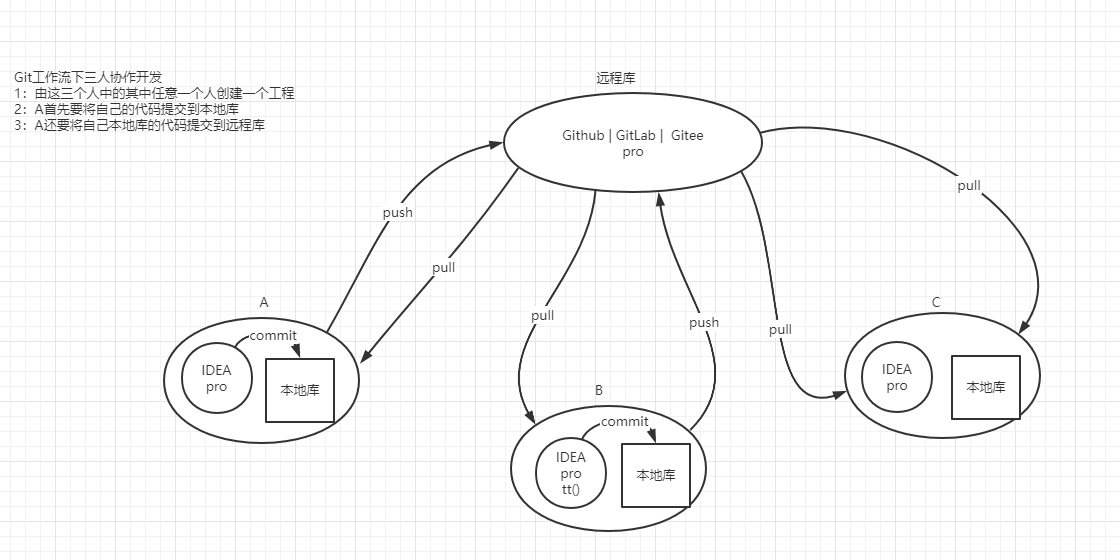 Git工作流下三人协作开发
1：由这三个人中的其中任意一个人创建一个工程
2：A首先要将自己的代码提交到本地库
3：A还要将自己本地库的代码提交到远程库
远程库
Github | GitLab | Gitee
pro
push
pull
pull
push
pull
pull
A
commit
IDEA
pro
本地库
B
commit
IDEA
pro
tt()
本地库
C
IDEA
pro
本地库